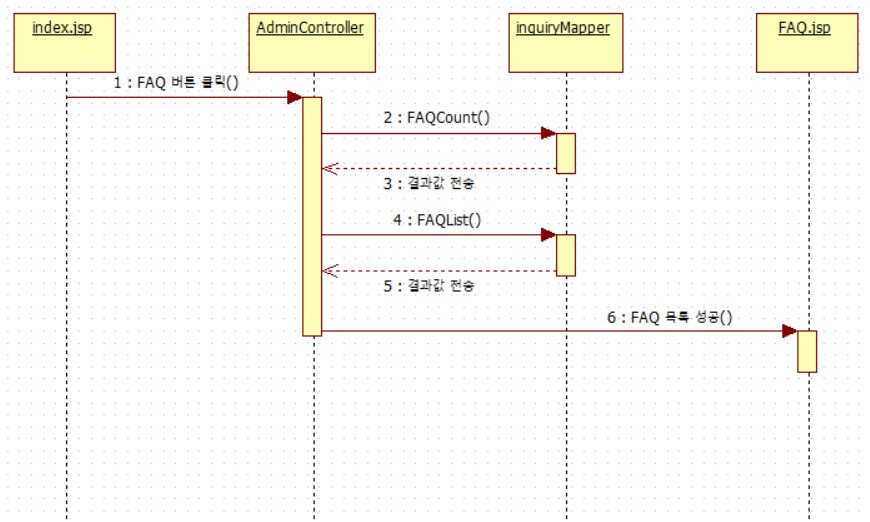 index.jsp
AdminController
inquiryMapper
FAQ.jsp
1 : FAQ 버튼 클릭()
2 : FAQCount()
3 : 결과값 전송
4 : FAQList()
5 : 결과값 전송
6 : FAQ 목록 성공()